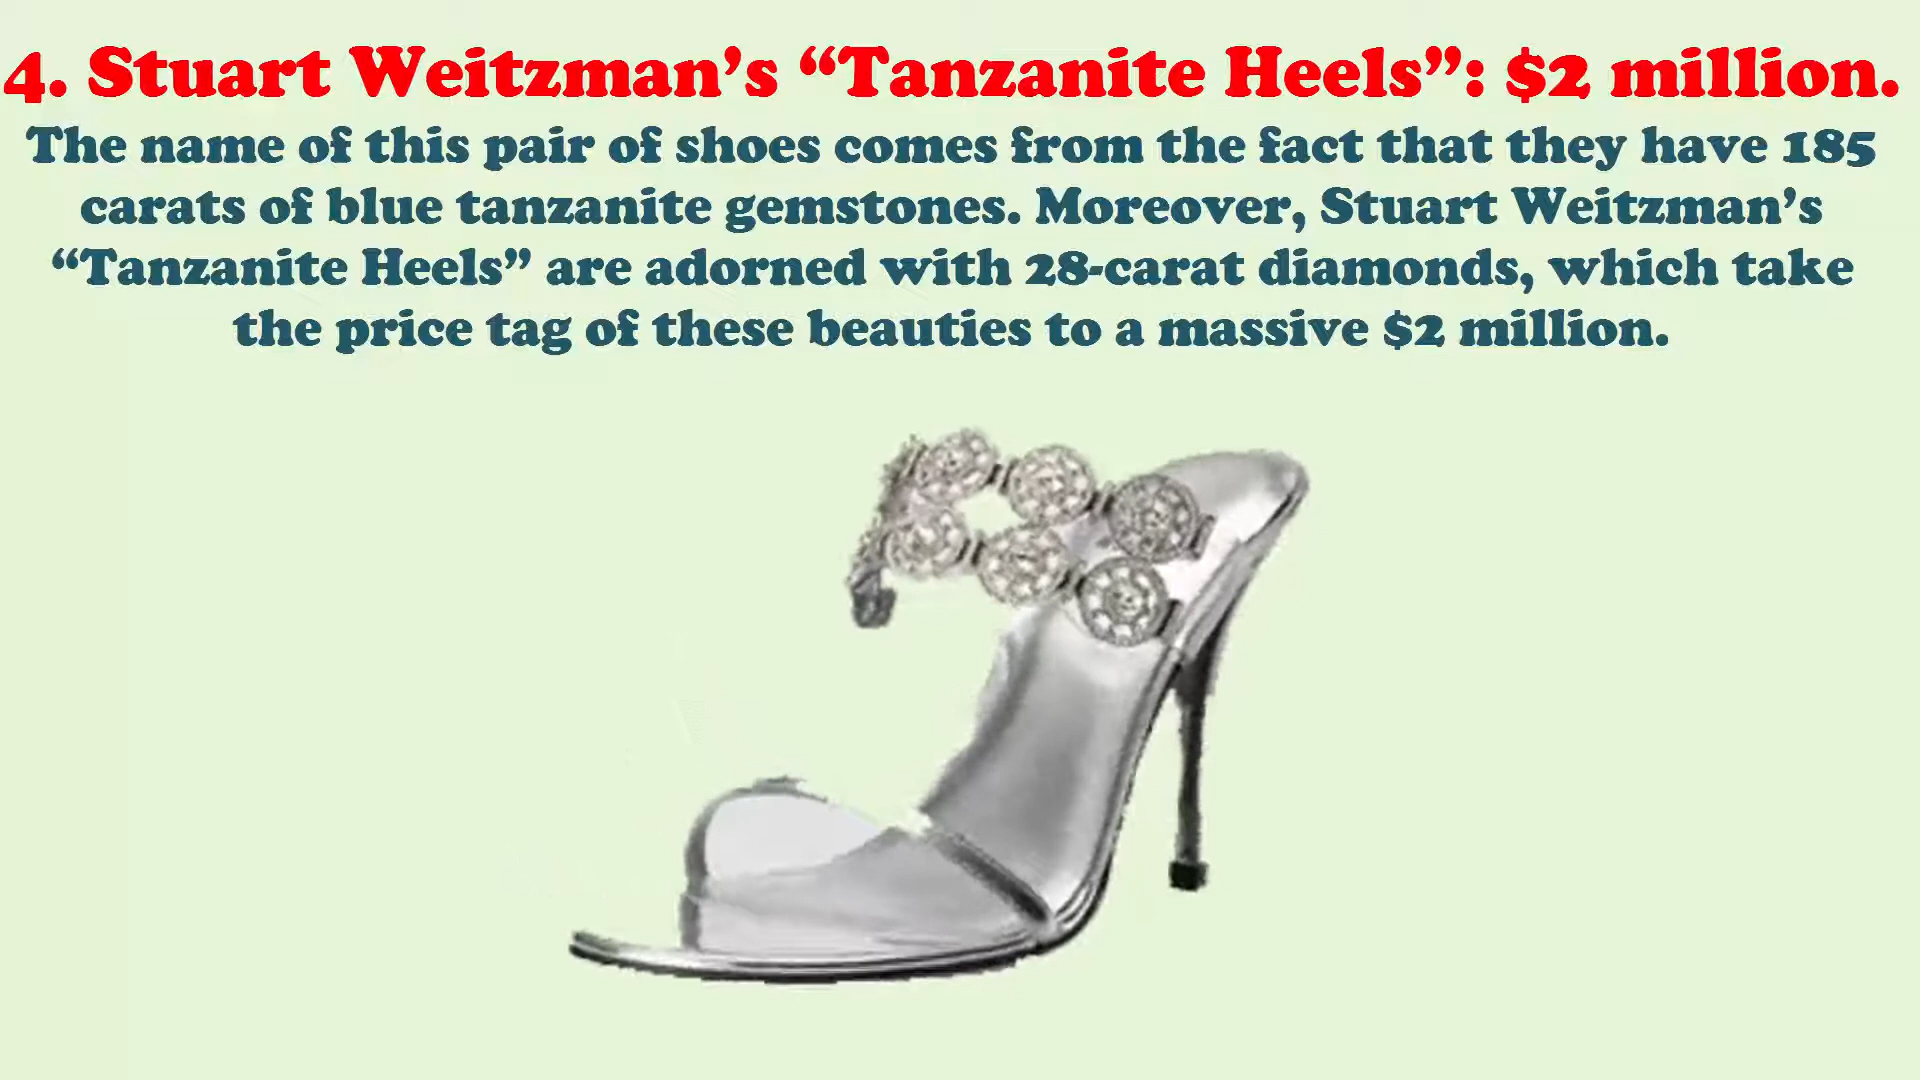 4. Stuart Weitzman’s “Tanzanite Heels”: $2 million.
The name of this pair of shoes comes from the fact that they have 185
carats of blue tanzanite gemstones. Moreover, Stuart Weitzman’s
“Tanzanite Heels” are adorned with 28-carat diamonds, which take
the price tag of these beauties to a massive $2 million.